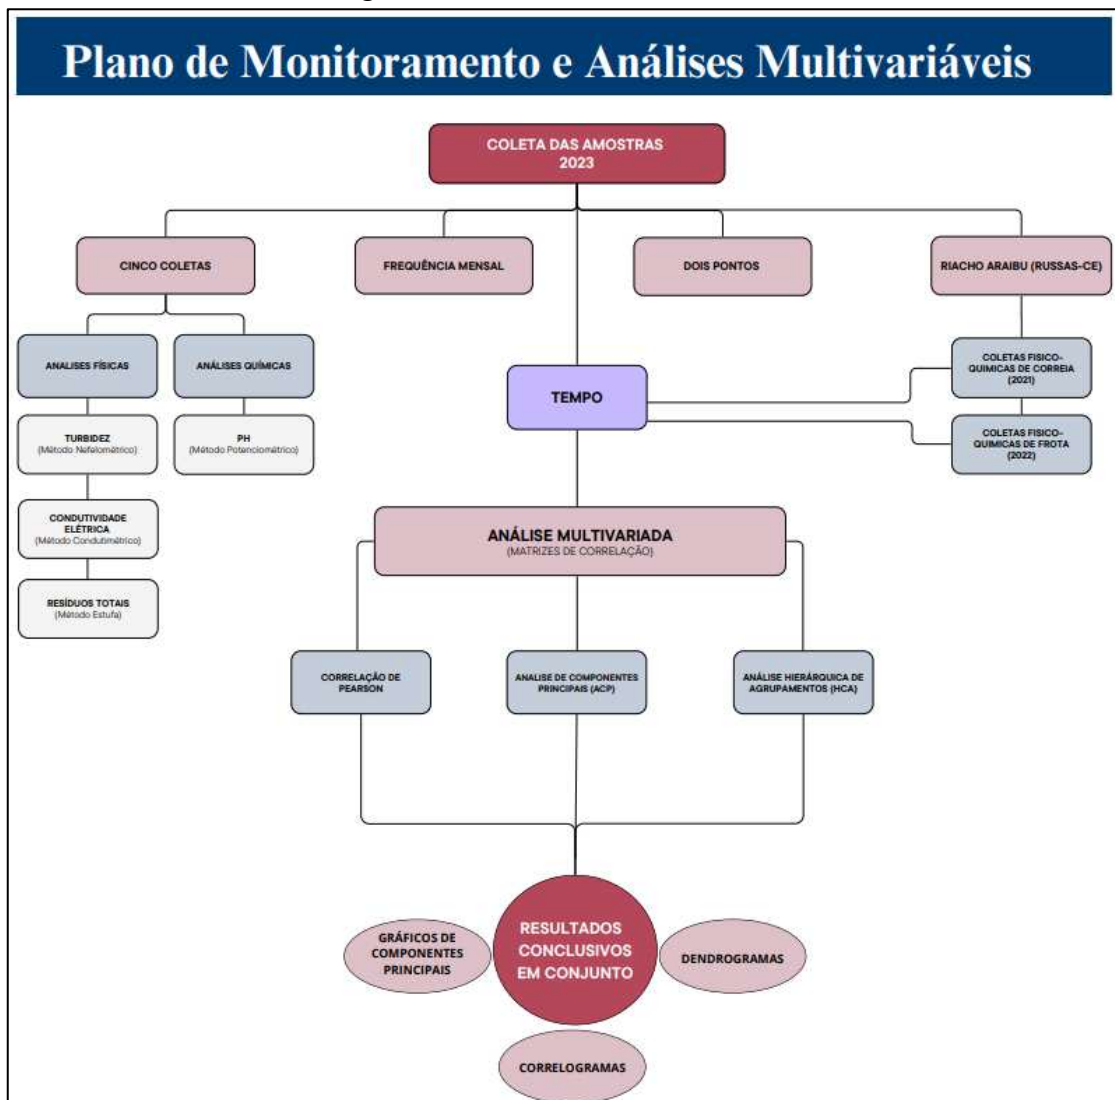 Plano de Monitoramento e Análises Multivariáveis
COLETA DAS AMOSTRAS
2023
CINCO COLETAS
FREQUÊNCIA MENSAL
DOIS PONTOS
RIACHO ARAIBU (RUSSAS-CE)
ANALISES FÍSICAS
ANÁLISES QUÍMICAS
TURBIDEZ
(Método Nefelométrico)
PH
(Método Potenciométrico)
CONDUTIVIDADE
ELÉTRICA
(Método Condutimétrico)
RESÍDUOS TOTAIS
(Método Estufa)
TEMPO
COLETAS FISICO-
QUIMICAS DE CORREIA
(2021)
COLETAS FISICO-
QUIMICAS DE FROTA
(2022)
ANÁLISE MULTIVARIADA
(MATRIZES DE CORRELAÇÃO)
CORRELAÇÃO DE
PEARSON
ANALISE DE COMPONENTES
PRINCIPAIS (ACP)
ANÁLISE HIERÁRQUICA DE
AGRUPAMENTOS (HCA)
GRÁFICOS DE
COMPONENTES
PRINCIPAIS
RESULTADOS
CONCLUSIVOS
EM CONJUNTO
DENDROGRAMAS
CORRELOGRAMAS